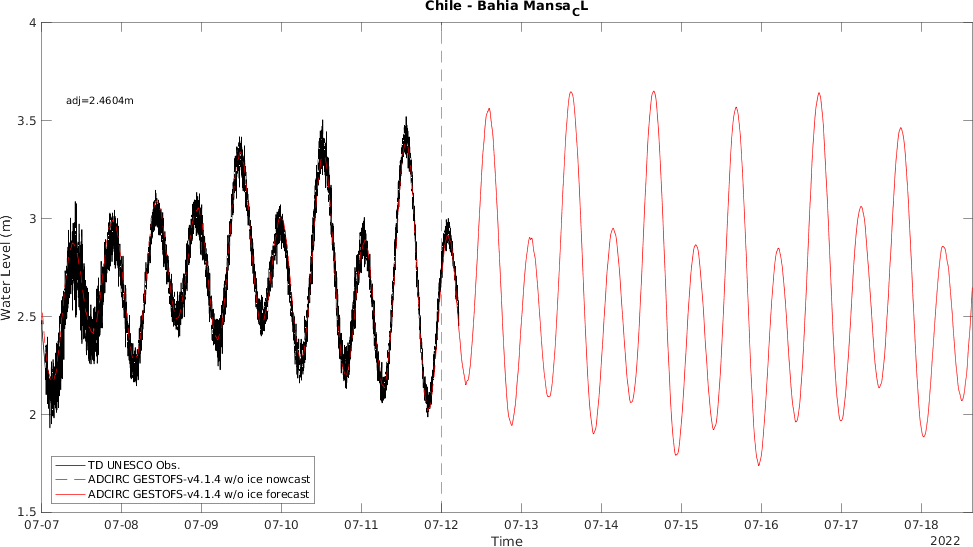 Chile - Bahia Mansa_CL
4
adj=2.4604m
3.5
3
Water Level (m)
2.5
2
TD UNESCO Obs.
ADCIRC GESTOFS-v4.1.4 w/o ice nowcast
ADCIRC GESTOFS-v4.1.4 w/o ice forecast
1.5
07-07 07-08 07-09 07-10 07-11 07-12 07-13 07-14 07-15 07-16 07-17 07-18
Time
2022